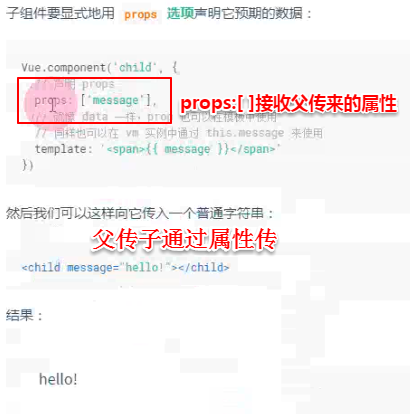 子组件要显式地用 props 选项声明它预期的数据：
Vue.component('child', {
// 声明 props
props: ['message'],
props:[ ]接收父传来的属性
// 就像 data 一样，prop 也可以在模板中使用
// 同样也可以在 vm 实例中通过 this.message 来使用
template: '<span>{{ message }}</span>'
})
然后我们可以这样向它传入一个普通字符串：
父传子通过属性传
<child message="hello!"></child>
结果：
hello!